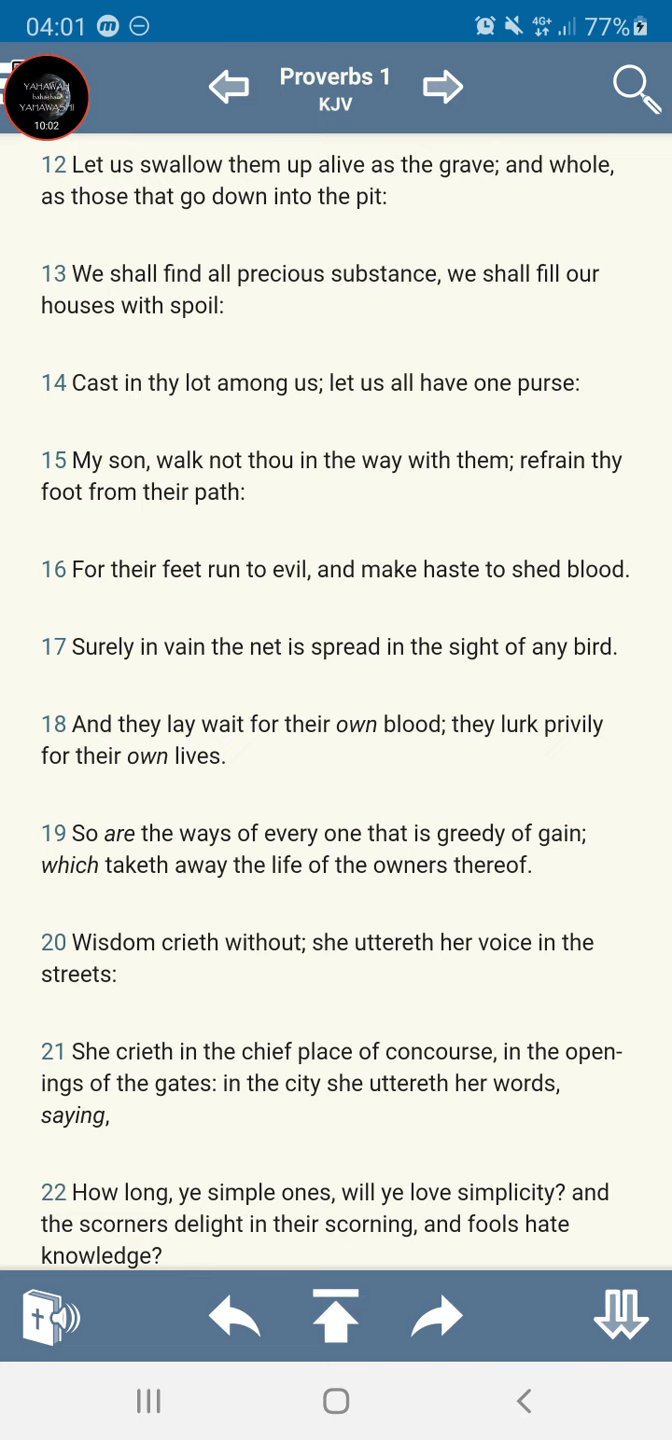 04:01
4G+
77%
Proverbs 1
KJV
YAHAWAH
YAHAWASHI
10:02
12 Let us swallow them up alive as the grave; and whole,
as those that go down into the pit:
13 We shall find all precious substance, we shall fill our
houses with spoil:
14 Cast in thy lot among us; let us all have one purse:
15 My son, walk not thou in the way with them; refrain thy
foot from their path:
16 For their feet run to evil, and make haste to shed blood.
17 Surely in vain the net is spread in the sight of any bird.
18 And they lay wait for their own blood; they lurk privily
for their own lives.
19 So are the ways of every one that is greedy of gain;
which taketh away the life of the owners thereof.
20 Wisdom crieth without; she uttereth her voice in the
streets:
21 She crieth in the chief place of concourse, in the open-
ings of the gates: in the city she uttereth her words,
saying,
22 How long, ye simple ones, will ye love simplicity? and
the scorners delight in their scorning, and fools hate
knowledge?